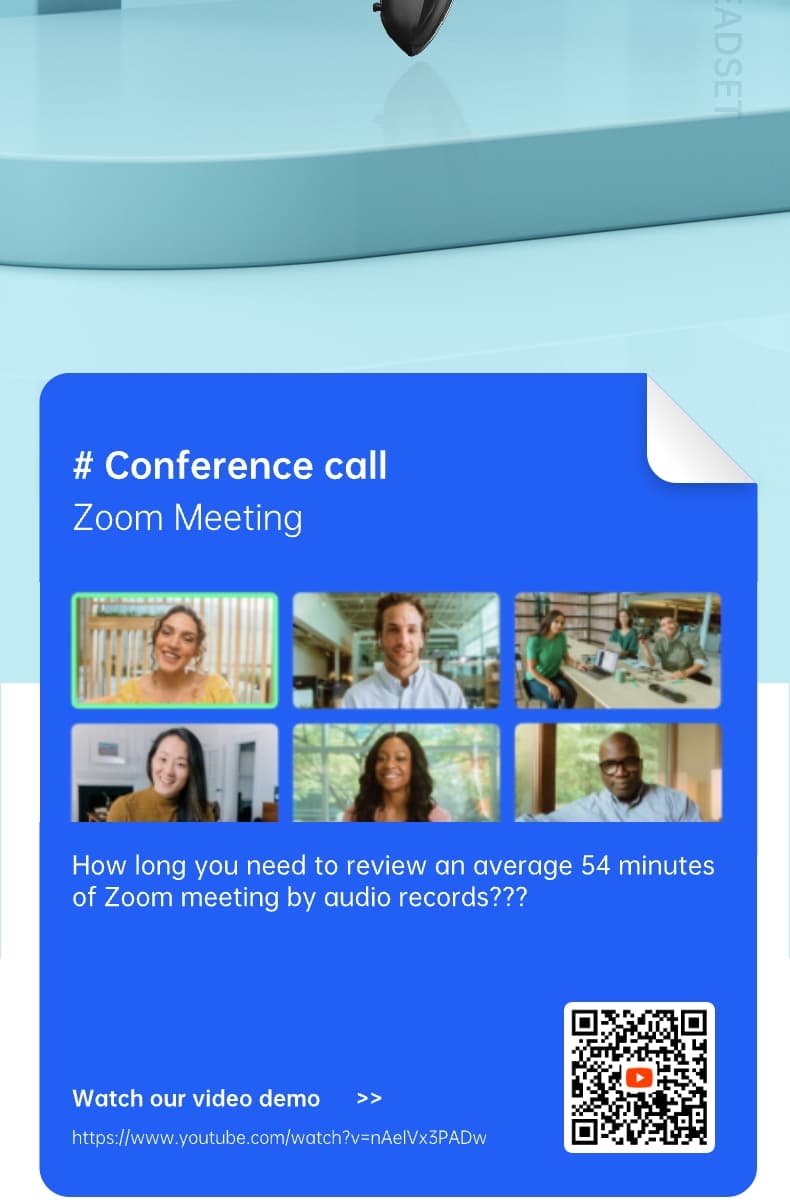 EADSET
# Conference call
Zoom Meeting
How long you need to review an average 54 minutes
of Zoom meeting by audio records???
Watch our video demo >>
https://www.youtube.com/watch?v=nAelVx3PADw